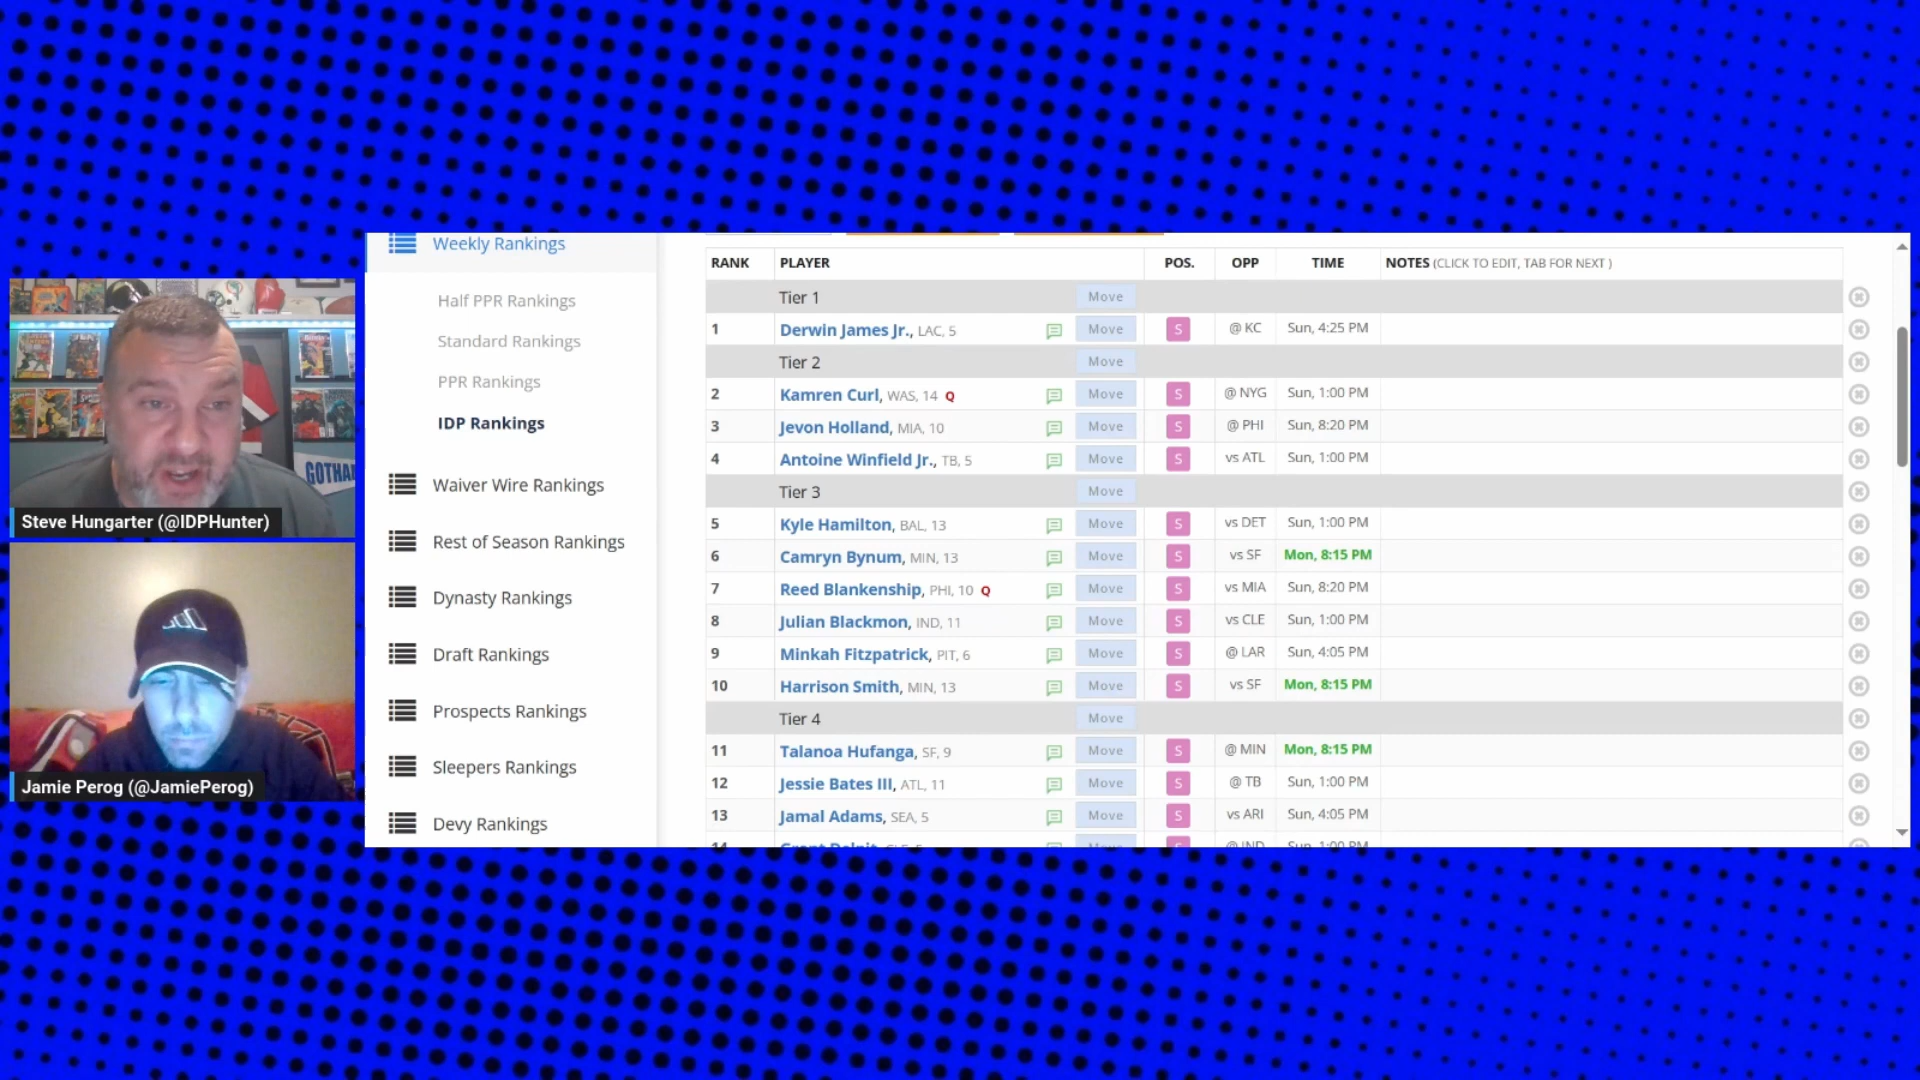 Weekly Rankings
Half PPR Rankings
Standard Rankings
PPR Rankings
IDP Rankings
Waiver Wire Rankings
Rest of Season Rankings
Dynasty Rankings
Draft Rankings
Prospects Rankings
Sleepers Rankings
Devy Rankings
RANK PLAYER POS. OPP TIME NOTES (CLICK TO EDIT, TAB FOR NEXT )
Tier 1 Move
1 Derwin James Jr., LAC, 5 Move S @ KC Sun, 4:25 PM
Tier 2 Move
2 Kamren Curl, WAS, 14 Q Move S @ NYG Sun, 1:00 PM
3 Jevon Holland, MIA, 10 Move S @ PHI Sun, 8:20 PM
4 Antoine Winfield Jr., TB, 5 Move S vs ATL Sun, 1:00 PM
Tier 3 Move
5 Kyle Hamilton, BAL, 13 Move S vs DET Sun, 1:00 PM
6 Camryn Bynum, MIN, 13 Move S vs SF Mon, 8:15 PM
7 Reed Blankenship, PHI, 10 Q Move S vs MIA Sun, 8:20 PM
8 Julian Blackmon, IND, 11 Move S vs CLE Sun, 1:00 PM
9 Minkah Fitzpatrick, PIT, 6 Move S @ LAR Sun, 4:05 PM
10 Harrison Smith, MIN, 13 Move S vs SF Mon, 8:15 PM
Tier 4 Move
11 Talanoa Hufanga, SF, 9 Move S @ MIN Mon, 8:15 PM
12 Jessie Bates III, ATL, 11 Move S @ TB Sun, 1:00 PM
13 Jamal Adams, SEA, 5 Move S vs ARI Sun, 4:05 PM
GOTHA
Steve Hungarter (@IDPHunter)
Jamie Perog (@JamiePerog)